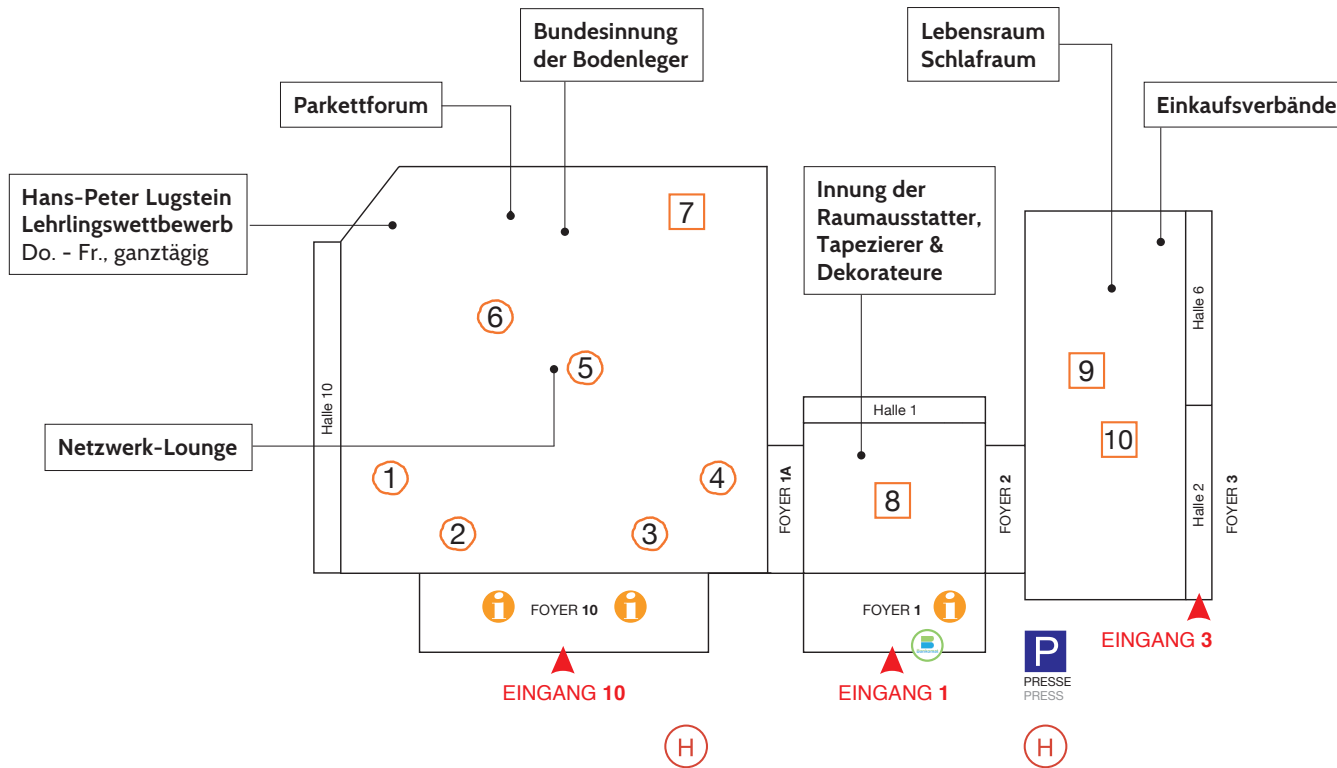 Bundesinnung
der Bodenleger
Lebensraum
Schlafraum
Parkettforum
Einkaufsverbände
Hans-Peter Lugstein
Lehrlingswettbewerb
Do. - Fr., ganztägig
Innung der
Raumausstatter,
Tapezierer &
Dekorateure
7
6
5
9
10
Halle 10
Halle 1
Halle 6
Netzwerk-Lounge
1
4
2
3
8
FOYER 1A
FOYER 2
Halle 2
FOYER 3
i
FOYER 10
i
FOYER 1
i
EINGANG 10
EINGANG 1
EINGANG 3
P
PRESSE
PRESS
H
H